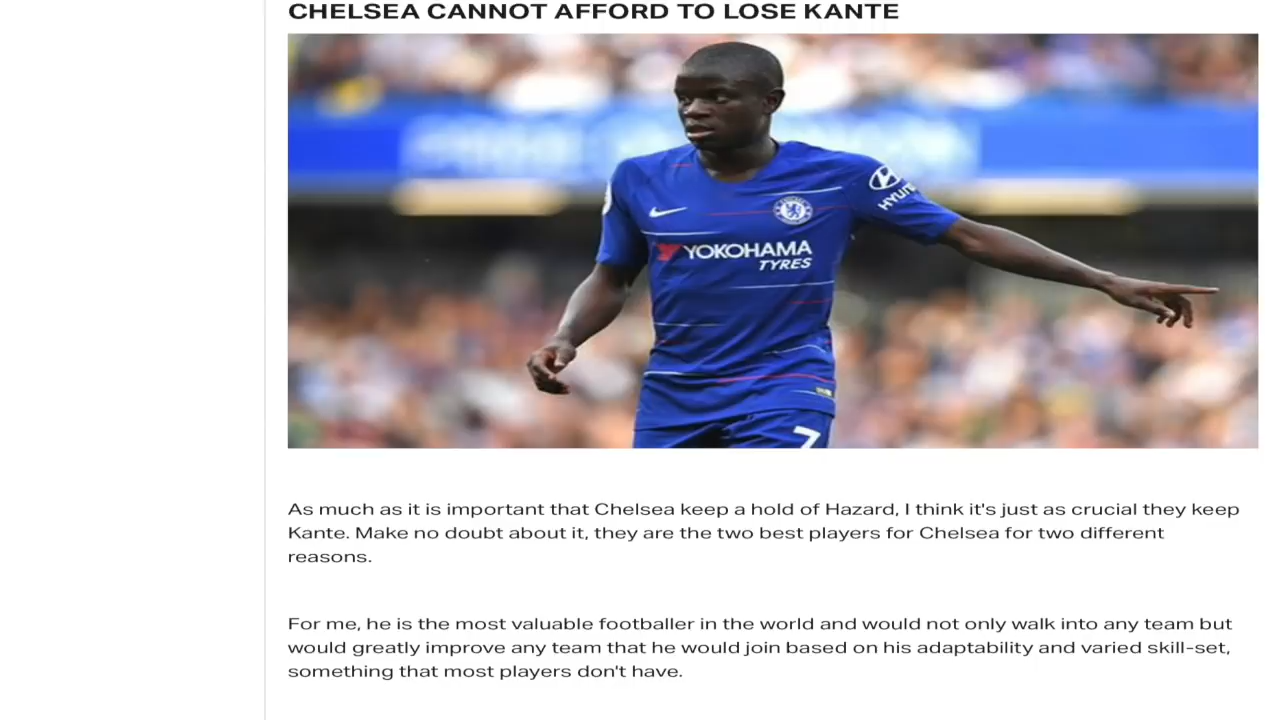 CHELSEA CANNOT AFFORD TO LOSE KANTE
HYUN
YOKOHAMA
TYRES
7
As much as it is important that Chelsea keep a hold of Hazard, I think it's just as crucial they keep
Kante. Make no doubt about it, they are the two best players for Chelsea for two different
reasons.
For me, he is the most valuable footballer in the world and would not only walk into any team but
would greatly improve any team that he would join based on his adaptability and varied skill-set,
something that most players don't have.